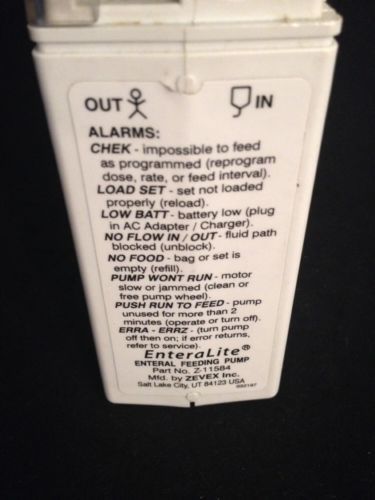 OUT IN
ALARMS:
CHEK - impossible to feed
as programmed (reprogram
dose, rate, or feed interval).
LOAD SET - set not loaded
properly (reload).
LOW BATT - battery low (plug
in AC Adapter / Charger).
NO FLOW IN / OUT - fluid path
blocked (unblock).
NO FOOD - bag or set is
empty (refill).
PUMP WONT RUN - motor
slow or jammed (clean or
free pump wheel).
PUSH RUN TO FEED - pump
unused for more than 2
minutes (operate or turn off).
ERRA - ERRZ - (turn pump
off then on; if error returns,
refer to service).
EnteraLite®
ENTERAL FEEDING PUMP
Part No. Z-11584
Mfd. by ZEVEX Inc.
Salt Lake City, UT 84123 USA